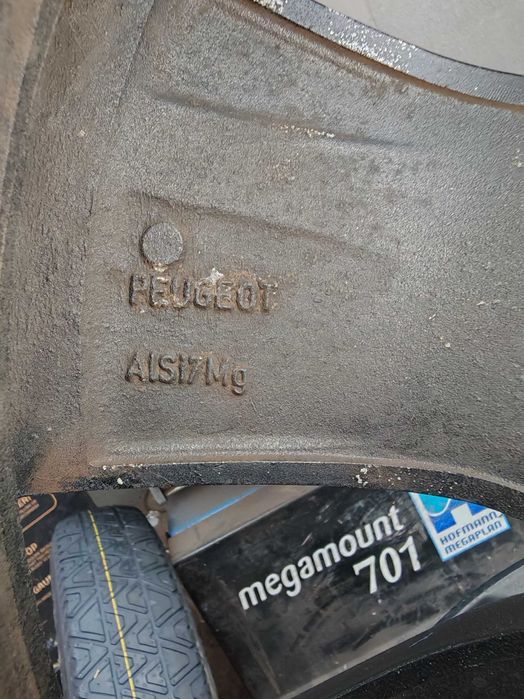 PEUGEOT
AlSi7Mg
megamount
701
HOFMANN
MEGAPLAN